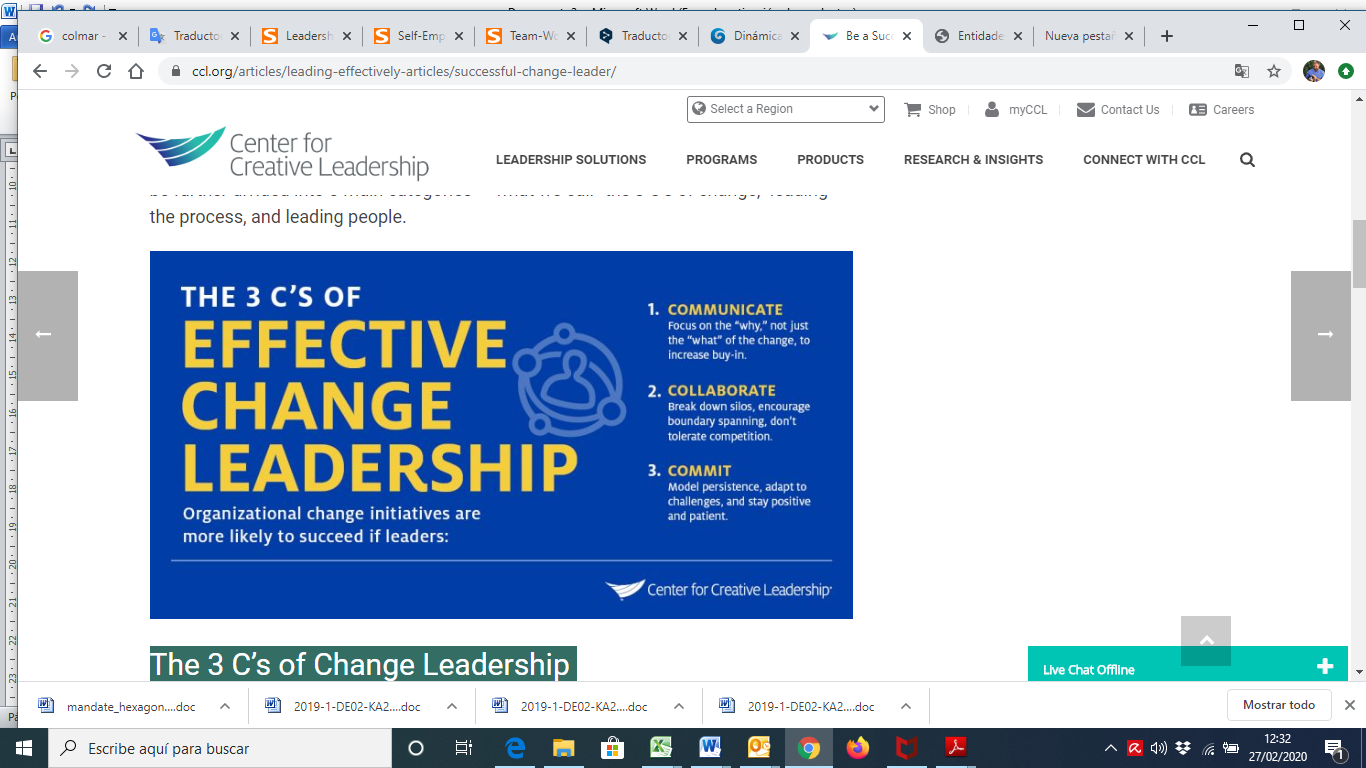 colmar -
Traducto
Leadersh
Self-Emp
Team-Wo
Traducto
Dinámica
Be a Suc
Entidade
Nueva pestañ
ccl.org/articles/leading-effectively-articles/successful-change-leader/
Select a Region
Shop
myCCL
Contact Us
Careers
Center for
Creative Leadership
LEADERSHIP SOLUTIONS
PROGRAMS
PRODUCTS
RESEARCH & INSIGHTS
CONNECT WITH CCL
the process, and leading people.
THE 3 C'S OF
EFFECTIVE
CHANGE
LEADERSHIP
Organizational change initiatives are
more likely to succeed if leaders:
1. COMMUNICATE
Focus on the "why," not just
the "what" of the change, to
increase buy-in.
2. COLLABORATE
Break down silos, encourage
boundary spanning, don't
tolerate competition.
3. COMMIT
Model persistence, adapt to
challenges, and stay positive
and patient.
Center for Creative Leadership
The 3 C's of Change Leadership
Live Chat Offline
mandate_hexagon....doc
2019-1-DE02-KA2....doc
2019-1-DE02-KA2....doc
2019-1-DE02-KA2....doc
Mostrar todo
Escribe aquí para buscar
12:32
27/02/2020
1